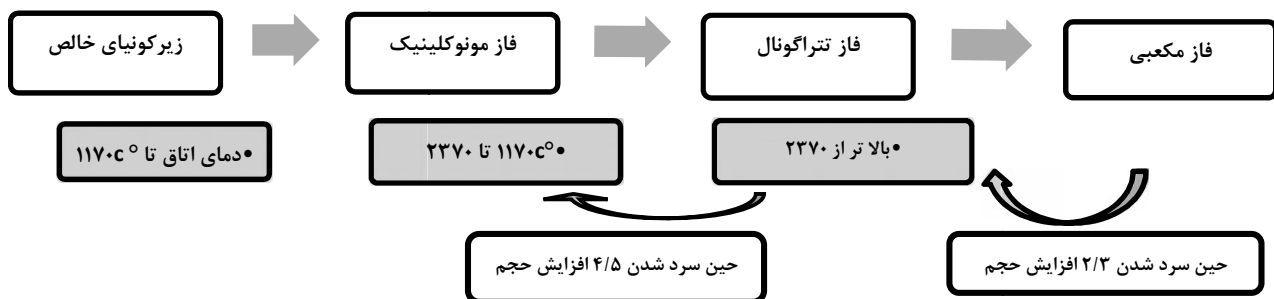 زیرکونیای خالص
فاز مونوکلینیک
فاز تتراگونال
فاز مکعبی
•دمای اتاق تا ° ۱۱۷۰c
•°۱۱۷۰c تا ۲۳۷۰
•بالا تر از ۲۳۷۰
حین سرد شدن ۴/۵ افزایش حجم
حین سرد شدن ۲/۳ افزایش حجم